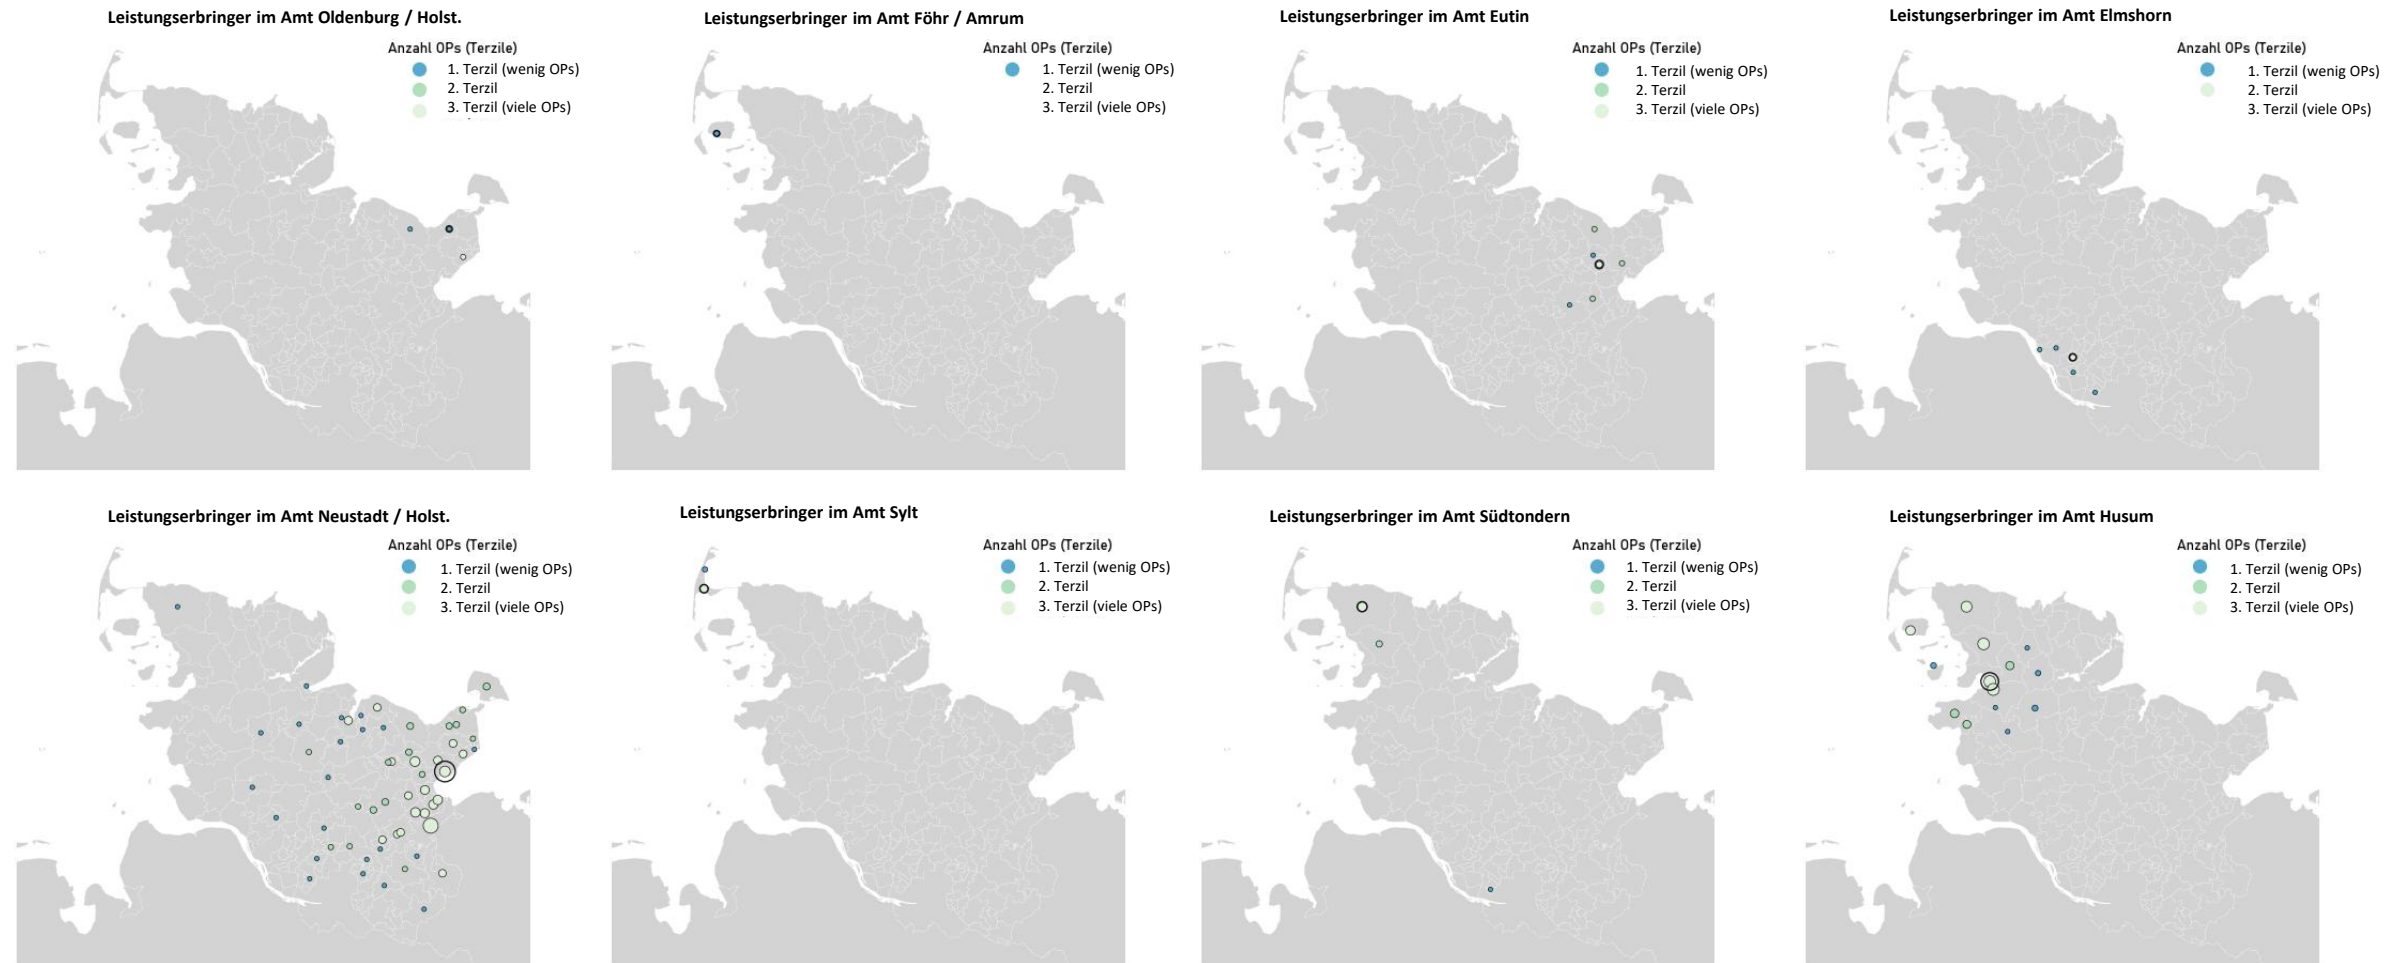 Leistungserbringer im Amt Oldenburg / Holst.
Anzahl OPs (Terzile)
1. Terzil (wenig OPs)
2. Terzil
3. Terzil (viele OPs)
Leistungserbringer im Amt Föhr / Amrum
Anzahl OPs (Terzile)
1. Terzil (wenig OPs)
2. Terzil
3. Terzil (viele OPs)
Leistungserbringer im Amt Eutin
Anzahl OPs (Terzile)
1. Terzil (wenig OPs)
2. Terzil
3. Terzil (viele OPs)
Leistungserbringer im Amt Elmshorn
Anzahl OPs (Terzile)
1. Terzil (wenig OPs)
2. Terzil
3. Terzil (viele OPs)
Leistungserbringer im Amt Neustadt / Holst.
Anzahl OPs (Terzile)
1. Terzil (wenig OPs)
2. Terzil
3. Terzil (viele OPs)
Leistungserbringer im Amt Sylt
Anzahl OPs (Terzile)
1. Terzil (wenig OPs)
2. Terzil
3. Terzil (viele OPs)
Leistungserbringer im Amt Südtondern
Anzahl OPs (Terzile)
1. Terzil (wenig OPs)
2. Terzil
3. Terzil (viele OPs)
Leistungserbringer im Amt Husum
Anzahl OPs (Terzile)
1. Terzil (wenig OPs)
2. Terzil
3. Terzil (viele OPs)